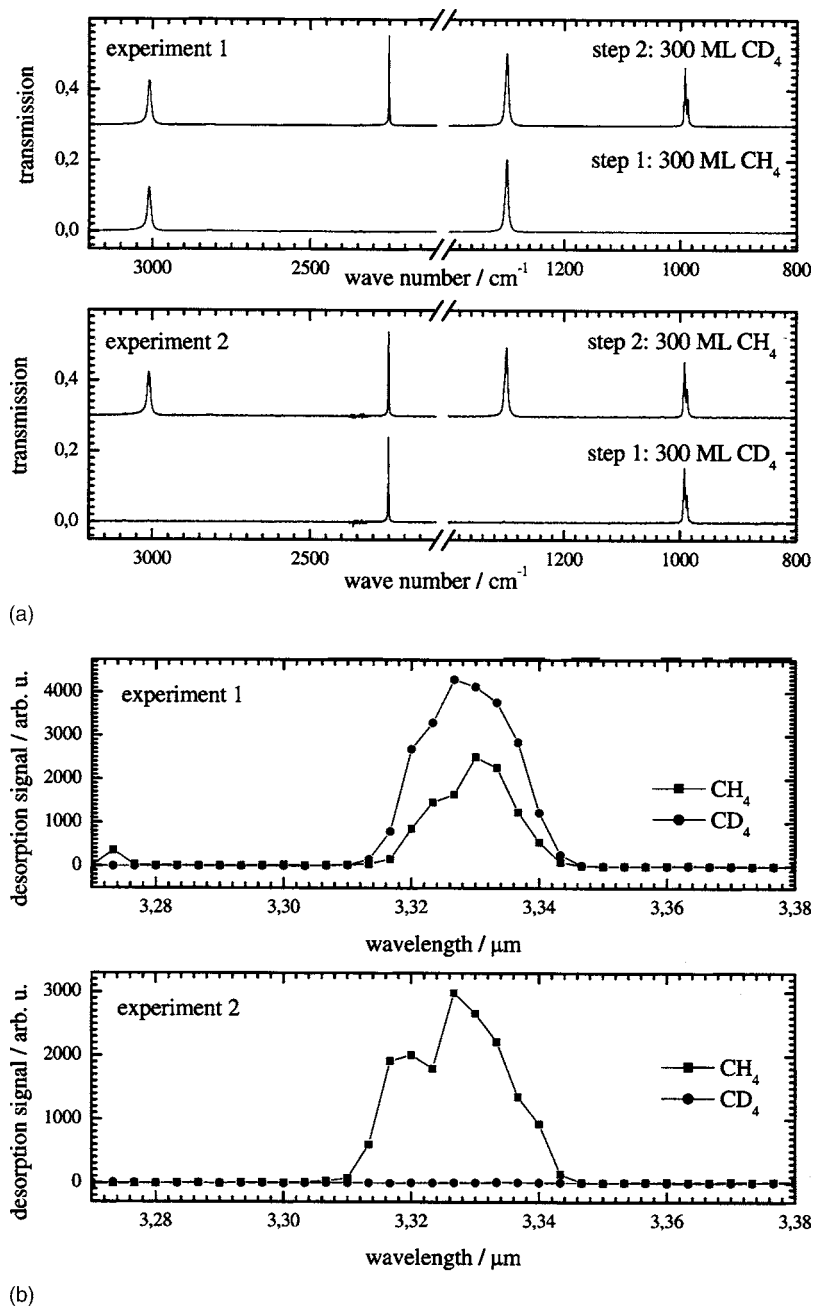 experiment 1
step 2: 300 ML CD4
step 1: 300 ML CH4
transmission
0,4
0,2
0,0
3000 2500 1200 1000 800
wave number / cm-1
experiment 2
step 2: 300 ML CH4
step 1: 300 ML CD4
transmission
0,4
0,2
0,0
3000 2500 1200 1000 800
wave number / cm-1
(a)
experiment 1
desorption signal / arb. u.
4000
3000
2000
1000
0
CH4
CD4
3,28 3,30 3,32 3,34 3,36 3,38
wavelength / μm
experiment 2
desorption signal / arb. u.
3000
2000
1000
0
CH4
CD4
3,28 3,30 3,32 3,34 3,36 3,38
wavelength / μm
(b)